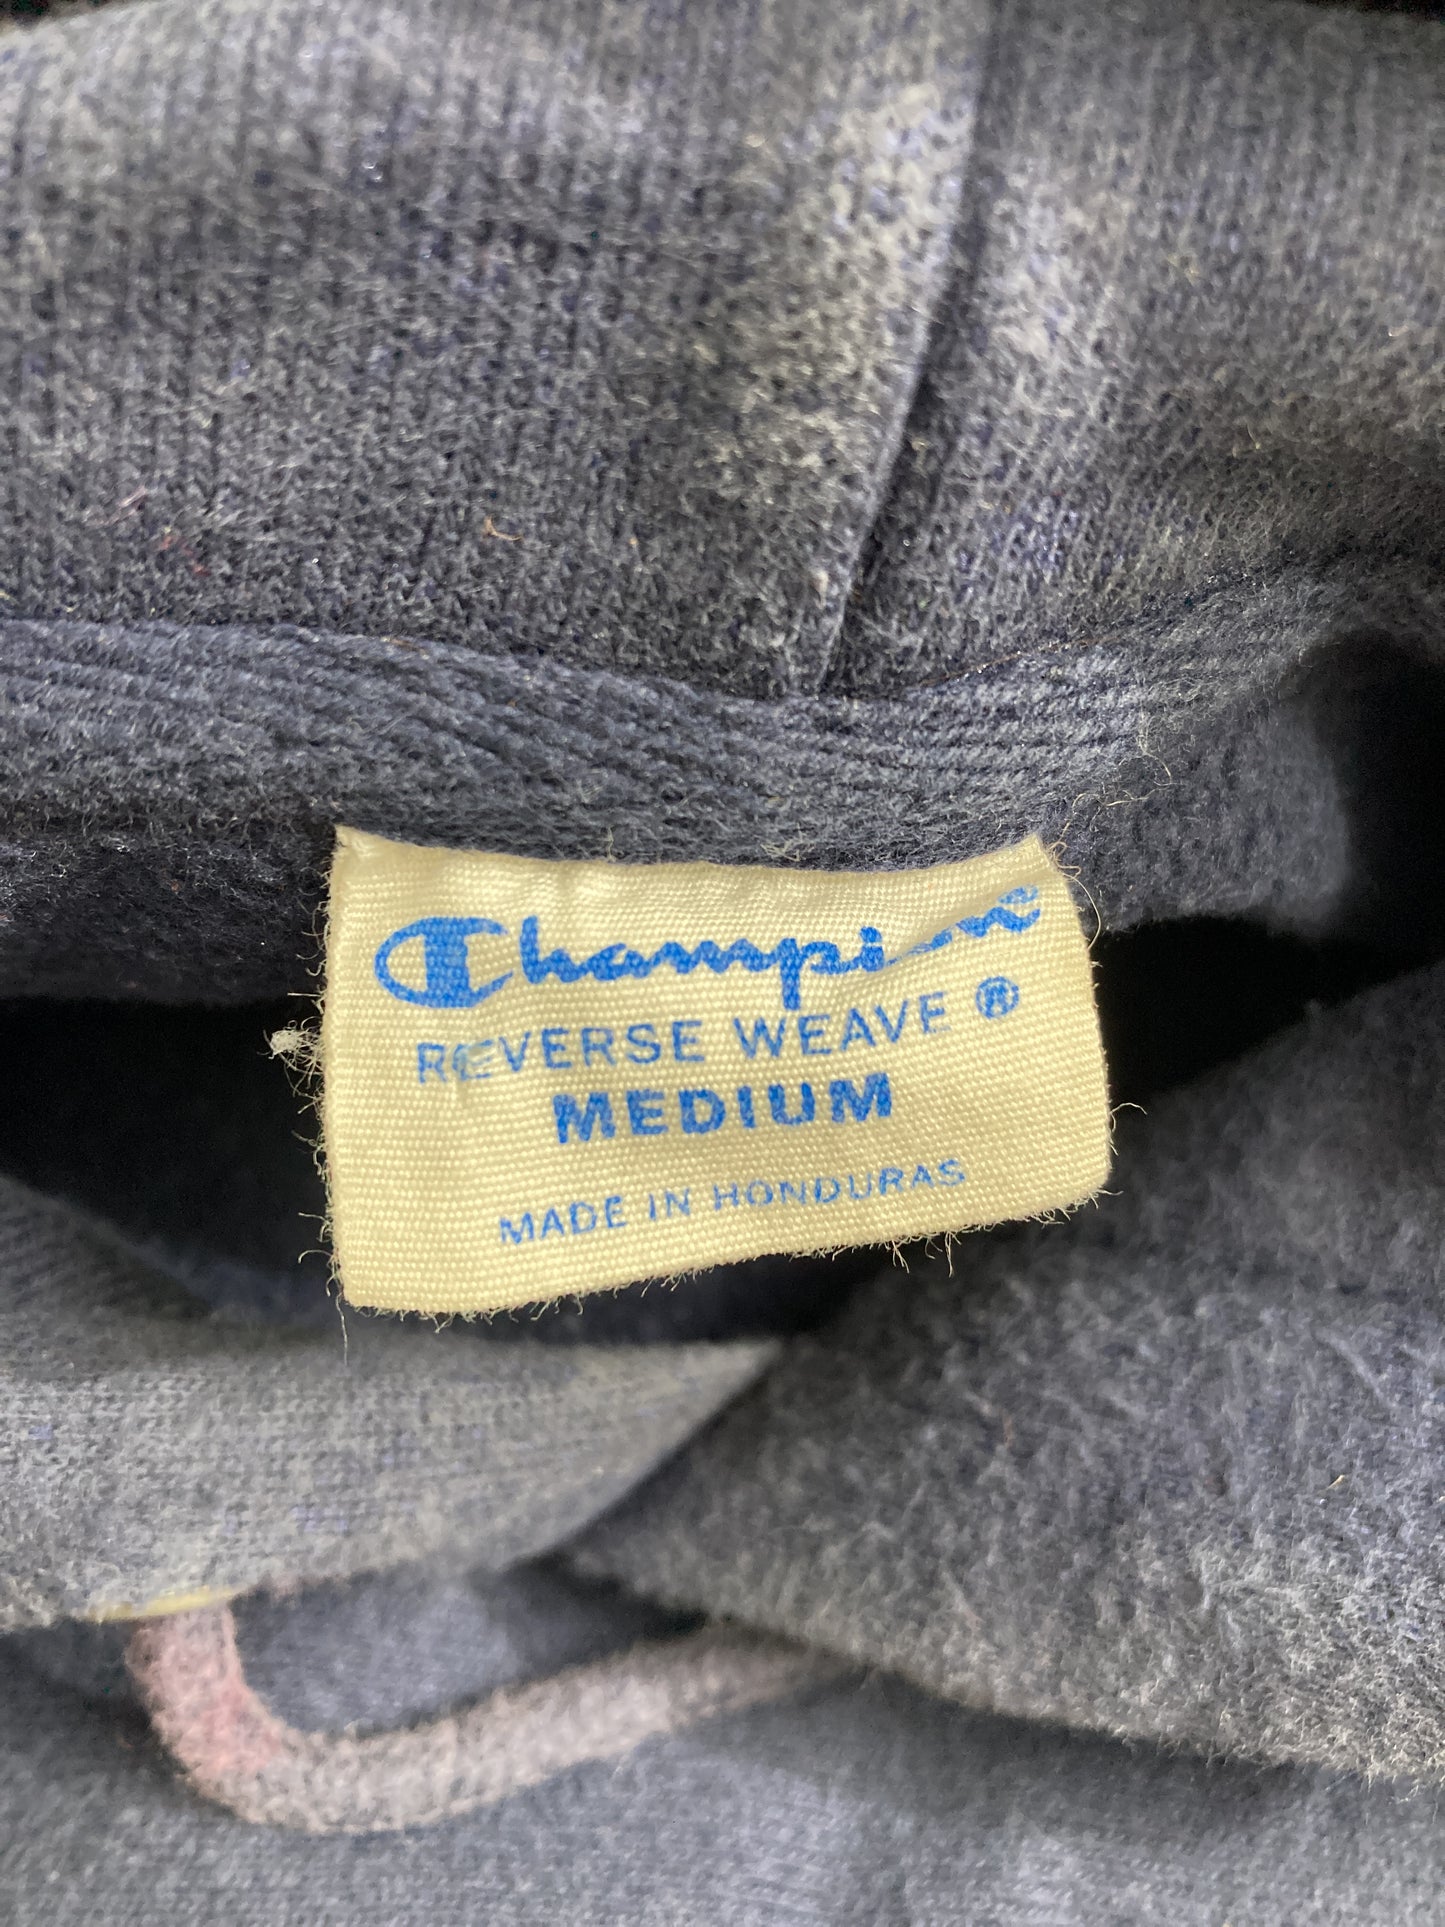 Champion
REVERSE WEAVE ®
MEDIUM
MADE IN HONDURAS